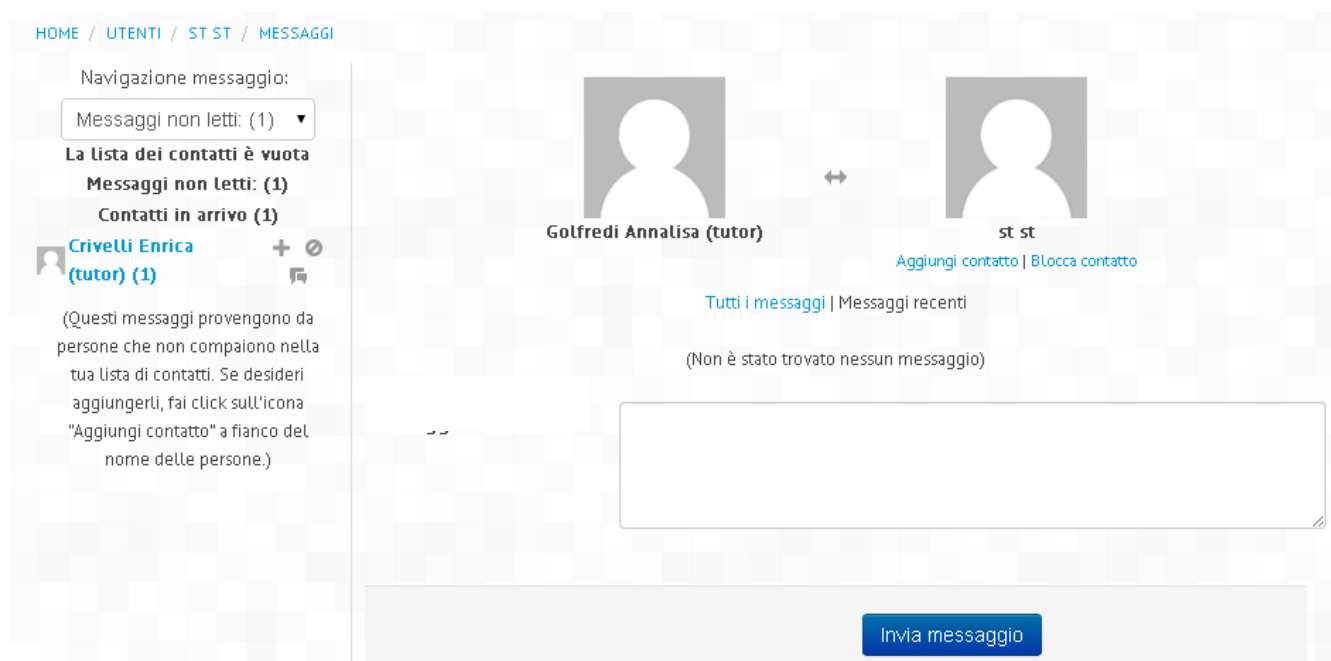 HOME / UTENTI / ST ST / MESSAGGI
Navigazione messaggio:
Messaggi non letti: (1)
La lista dei contatti è vuota
Messaggi non letti: (1)
Contatti in arrivo (1)
Crivelli Enrica
(tutor) (1)
(Questi messaggi provengono da
persone che non compaiono nella
tua lista di contatti. Se desideri
aggiungerli, fai click sull'icona
"Aggiungi contatto" a fianco del
nome delle persone.)
Golfredi Annalisa (tutor)
st st
Aggiungi contatto | Blocca contatto
Tutti i messaggi | Messaggi recenti
(Non è stato trovato nessun messaggio)
Invia messaggio